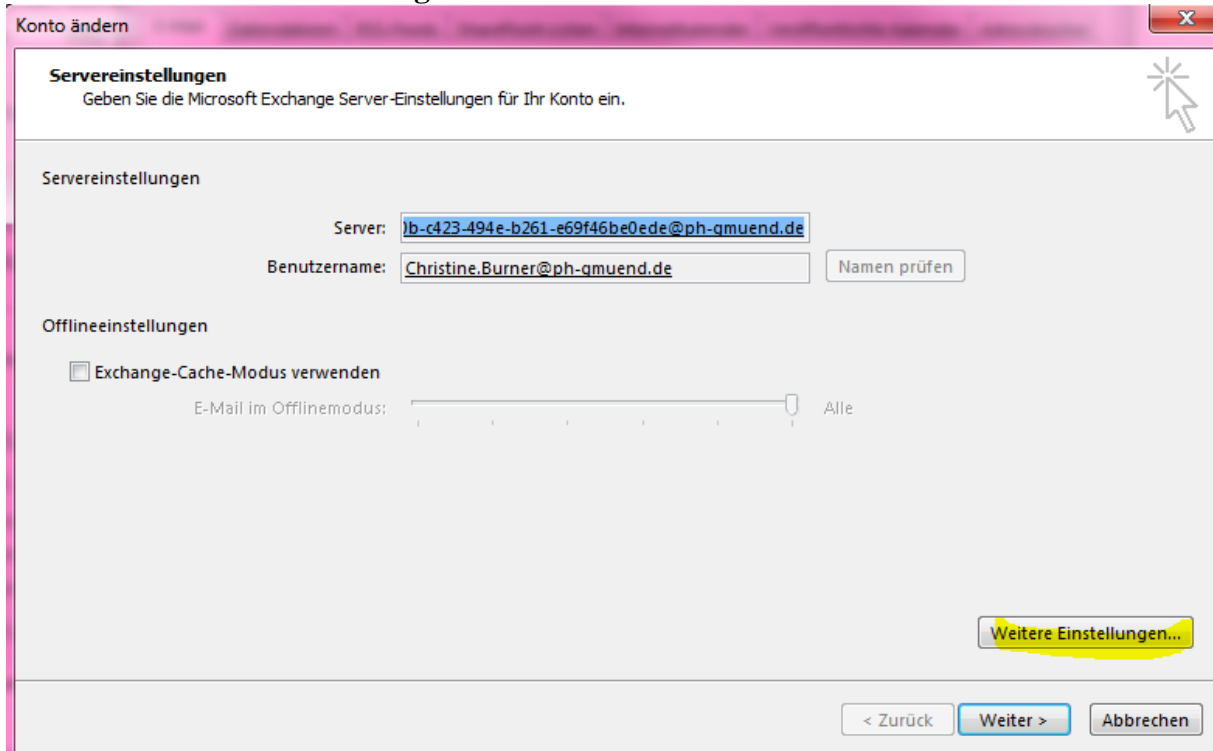 Konto ändern
Servereinstellungen
Geben Sie die Microsoft Exchange Server-Einstellungen für Ihr Konto ein.
Servereinstellungen
Server: b-c423-494e-b261-e69f46be0ede@ph-gmuend.de
Benutzername: Christine.Burner@ph-gmuend.de Namen prüfen
Offlineeinstellungen
Exchange-Cache-Modus verwenden
E-Mail im Offlinemodus: Alle
Weitere Einstellungen...
< Zurück Weiter > Abbrechen